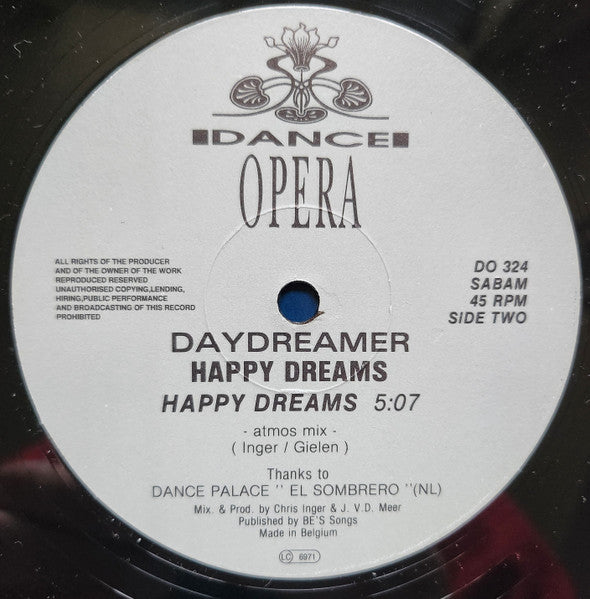 DANCE
OPERA
ALL RIGHTS OF THE PRODUCER
AND OF THE OWNER OF THE WORK
REPRODUCED RESERVED
UNAUTHORISED COPYING,LENDING,
HIRING,PUBLIC PERFORMANCE
AND BROADCASTING OF THIS RECORD
PROHIBITED
DO 324
SABAM
45 RPM
SIDE TWO
DAYDREAMER
HAPPY DREAMS
HAPPY DREAMS 5:07
- atmos mix -
( Inger / Gielen )
Thanks to
DANCE PALACE " EL SOMBRERO "(NL)
Mix. & Prod. by Chris Inger & J. V.D. Meer
Published by BE'S Songs
Made in Belgium
LC 6971